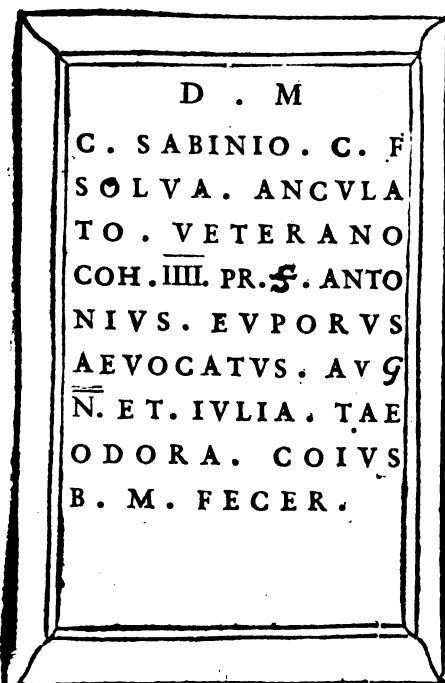 D . M
C . SABINIO . C . F
SOLVA . ANCVLA
TO . VETERANO
COH . IIII. PR. S . ANTO
NIVS . EVPORVS
AEVOCATVS . AVG
N. ET . IVLIA . TAE
ODORA . COIVS
B . M . FECER .